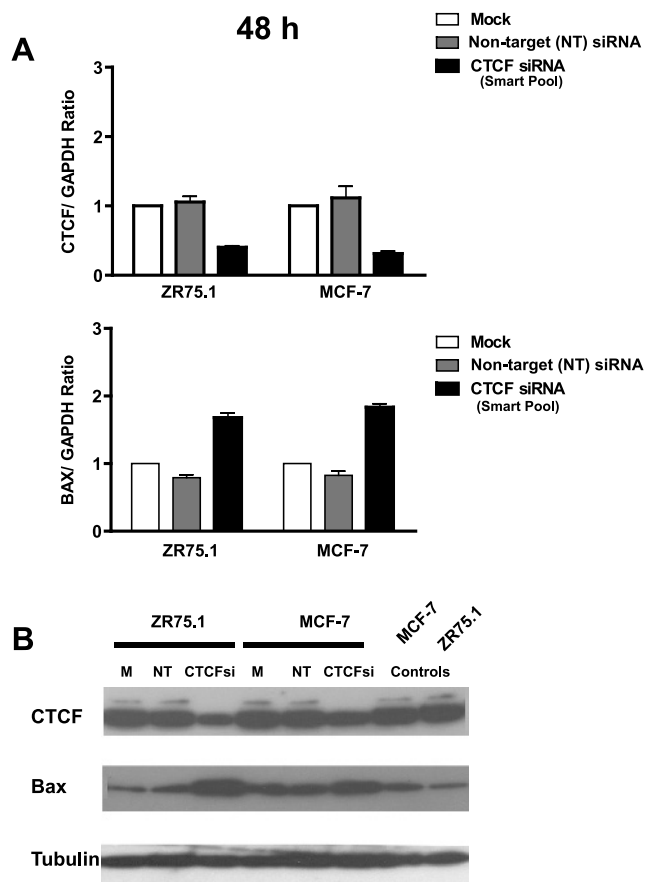 A
48 h
Mock
Non-target (NT) siRNA
CTCF siRNA
(Smart Pool)
CTCF/ GAPDH Ratio
3
2
1
0
ZR75.1
MCF-7
Mock
Non-target (NT) siRNA
CTCF siRNA
(Smart Pool)
BAX/ GAPDH Ratio
3
2
1
0
ZR75.1
MCF-7
B
ZR75.1
MCF-7
MCF-7
ZR75.1
M NT CTCFsi M NT CTCFsi Controls
CTCF
Bax
Tubulin